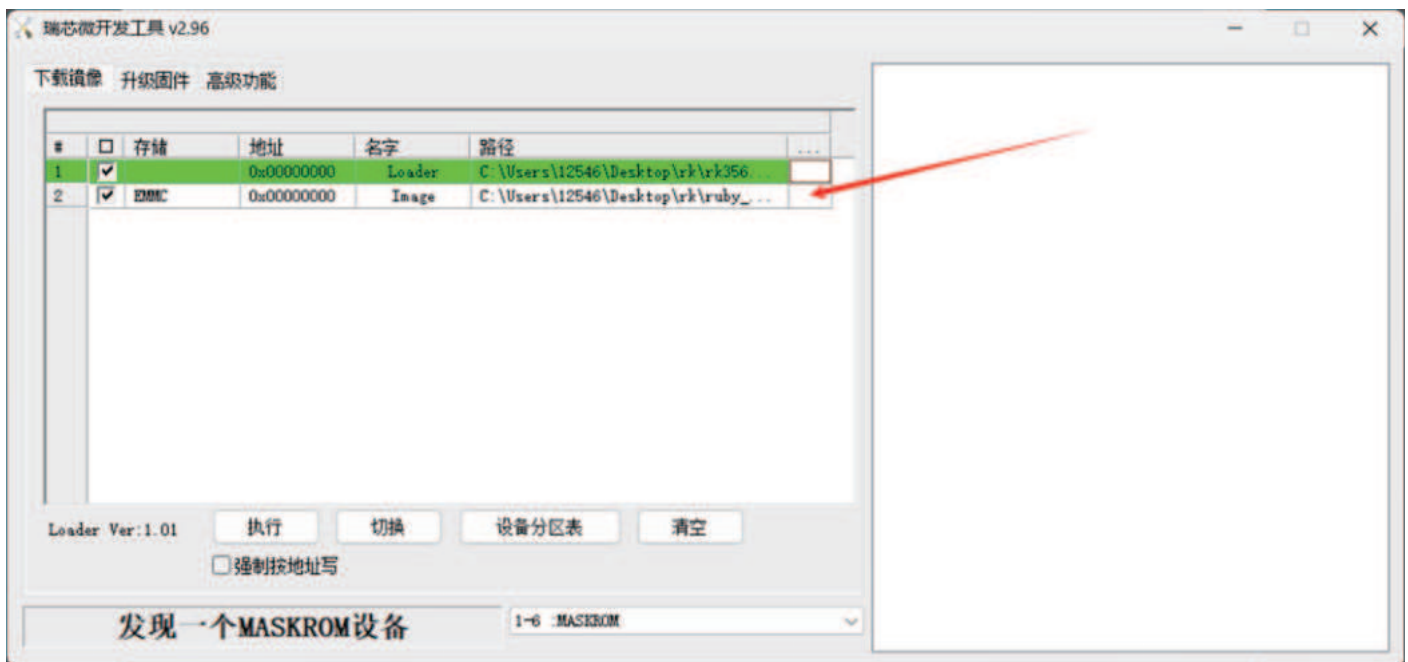 瑞芯微开发工具 v2.96
下载镜像 升级固件 高级功能
# 存储 地址 名字 路径 ...
1 0x00000000 Loader C:\Users\12546\Desktop\rk\rk356...
2 EMMC 0x00000000 Image C:\Users\12546\Desktop\rk\ruby_...
Loader Ver:1.01 执行 切换 设备分区表 清空
强制按地址写
发现一个MASKROM设备 1-6 :MASKROM